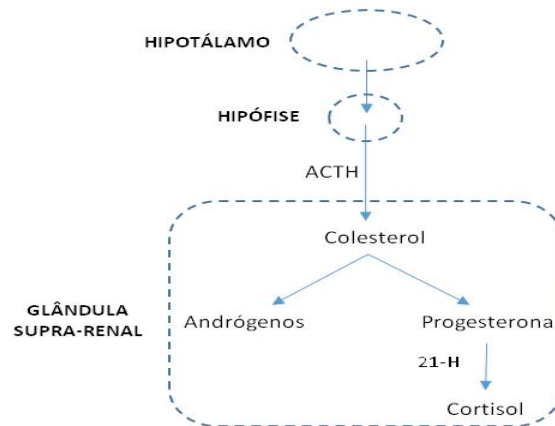 HIPOTÁLAMO
HIPÓFISE
ACTH
Colesterol
GLÂNDULA
SUPRA-RENAL
Andrógenos
Progesterona
21-H
Cortisol